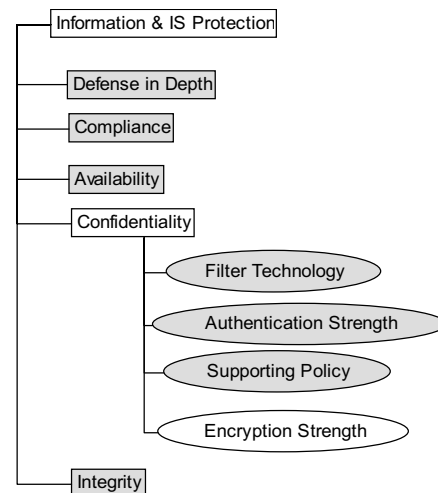 Information & IS Protection
Defense in Depth
Compliance
Availability
Confidentiality
Filter Technology
Authentication Strength
Supporting Policy
Encryption Strength
Integrity